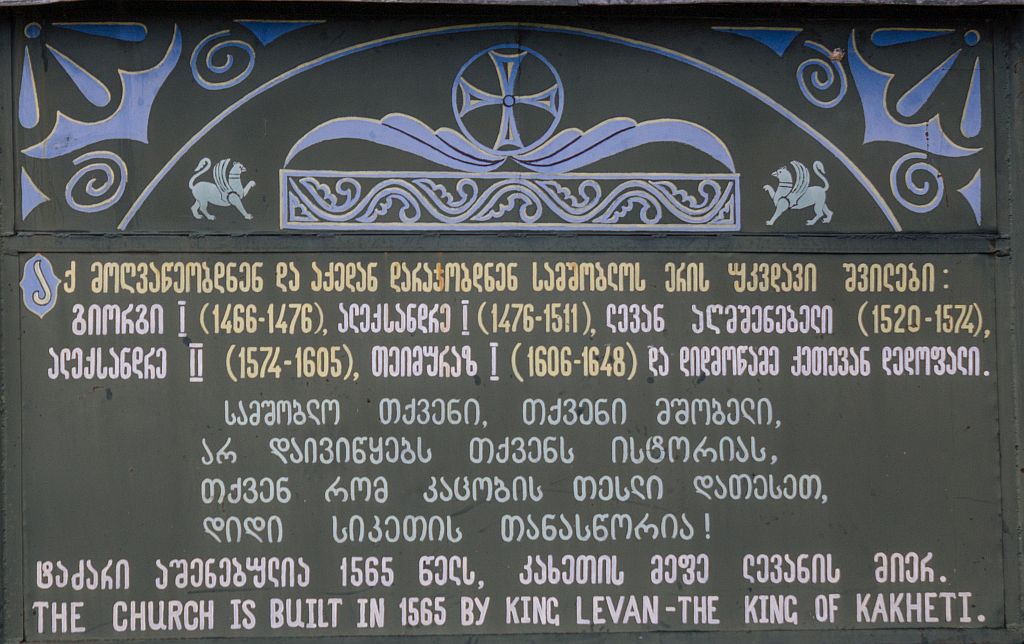 აქ მოღვაწეობდნენ და აქედან დარაჯობდნენ სამშობლოს ერის უკვდავი შვილები:
გიორგი I (1466-1476), ალექსანდრე I (1476-1511), ლევან აღმშენებელი (1520-1574),
ალექსანდრე II (1574-1605), თეიმურაზ I (1606-1648) და დიდმოწამე ქეთევან დედოფალი.
სამშობლო თქვენი, თქვენი მშობელი,
არ დაივიწყებს თქვენს ისტორიას,
თქვენ რომ კაცობის თესლი დათესეთ,
დიდი სიკეთის თანასწორია!
ტაძარი აშენებულია 1565 წელს, კახეთის მეფე ლევანის მიერ.
THE CHURCH IS BUILT IN 1565 BY KING LEVAN-THE KING OF KAKHETI.